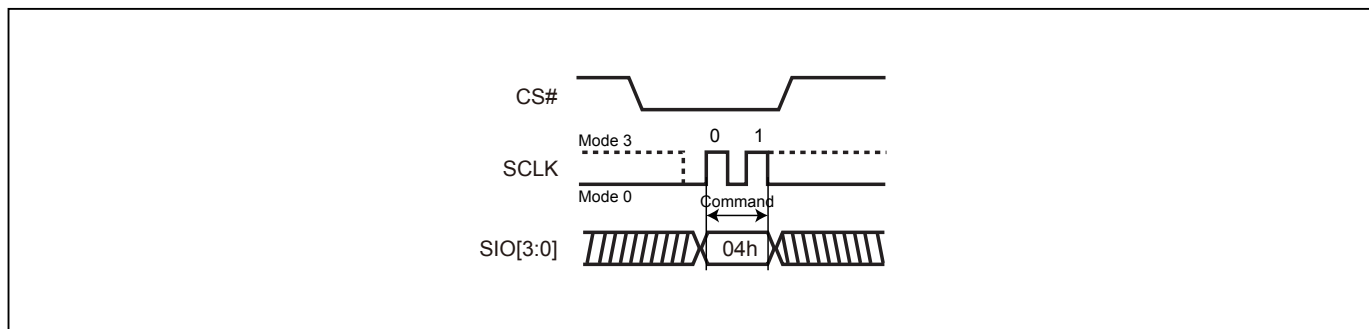 CS#
Mode 3
0 1
SCLK
Mode 0
Command
SIO[3:0]
04h